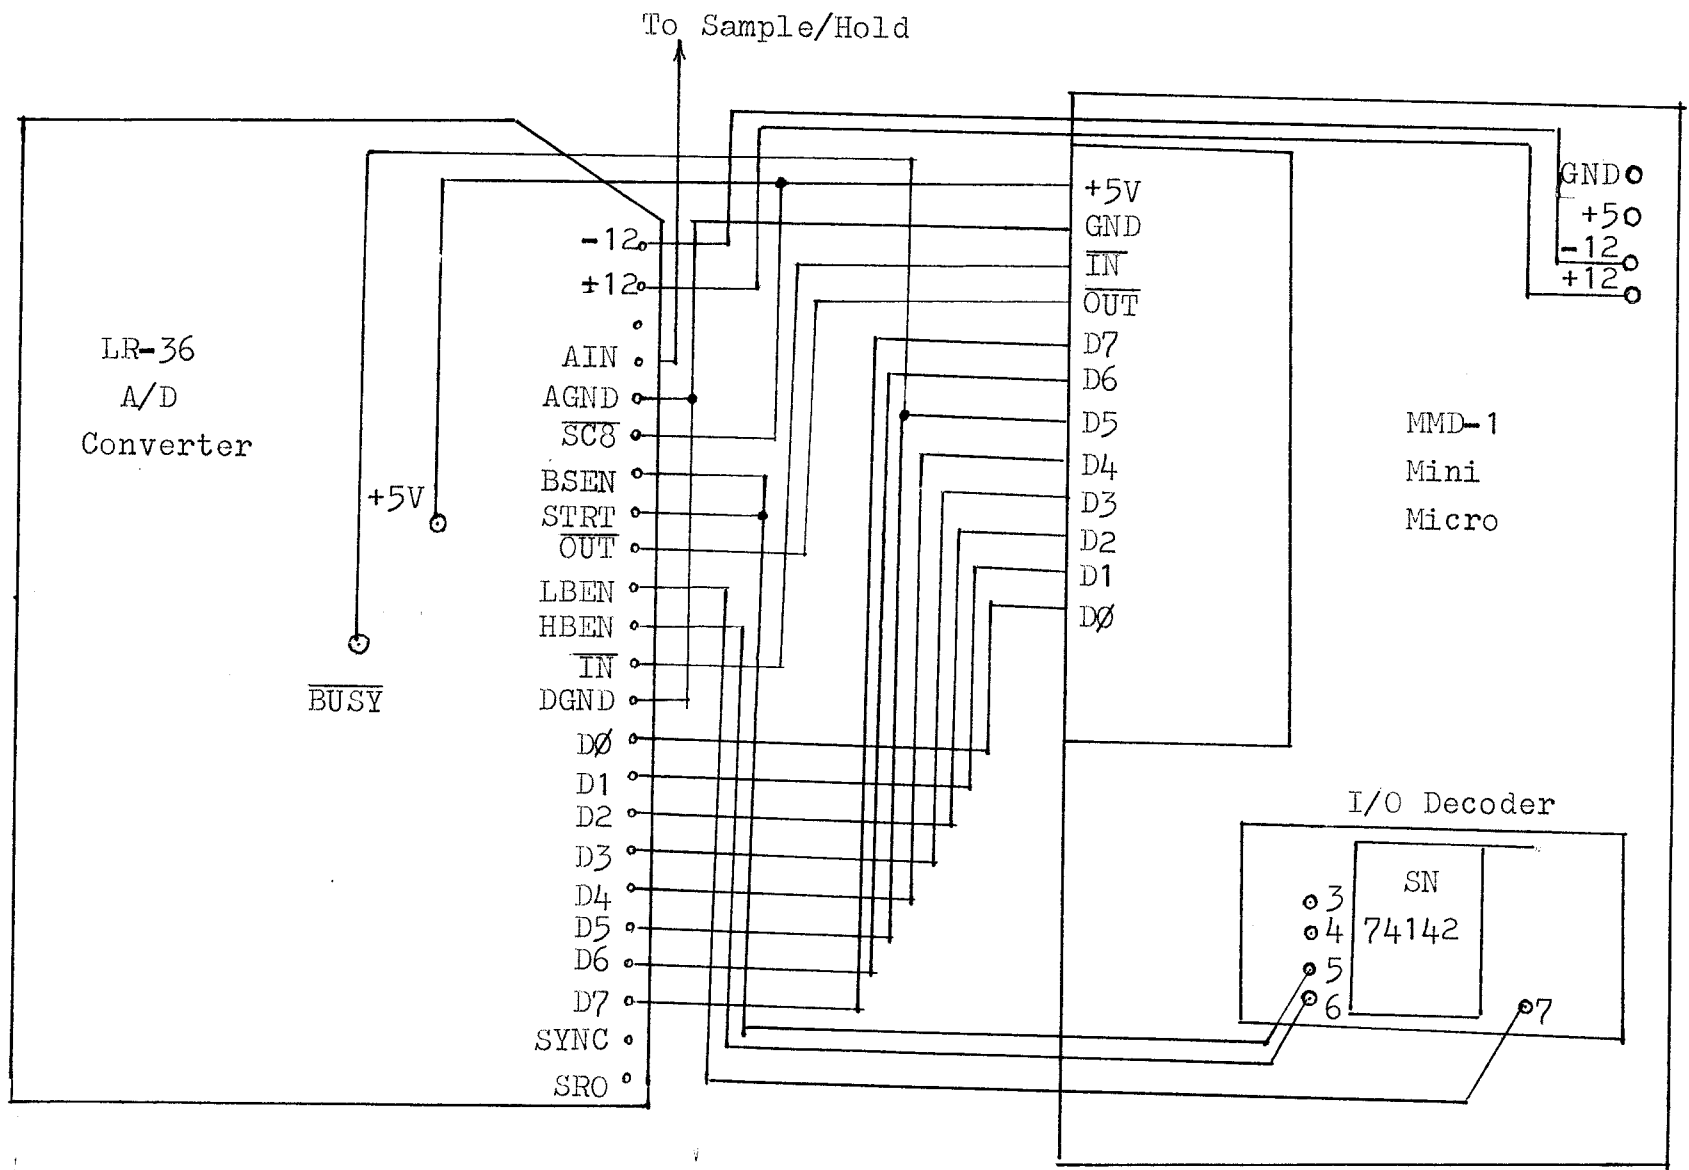 To Sample/Hold
LR-36
A/D
Converter
+5V
BUSY
-12
±12
AIN
AGND
SC8
BSEN
STRT
OUT
LBEN
HBEN
IN
DGND
DØ
D1
D2
D3
D4
D5
D6
D7
SYNC
SRO
+5V
GND
IN
OUT
D7
D6
D5
D4
D3
D2
D1
DØ
GND
+5
-12
+12
MMD-1
Mini
Micro
I/O Decoder
3
4
5
6
SN
74142
7